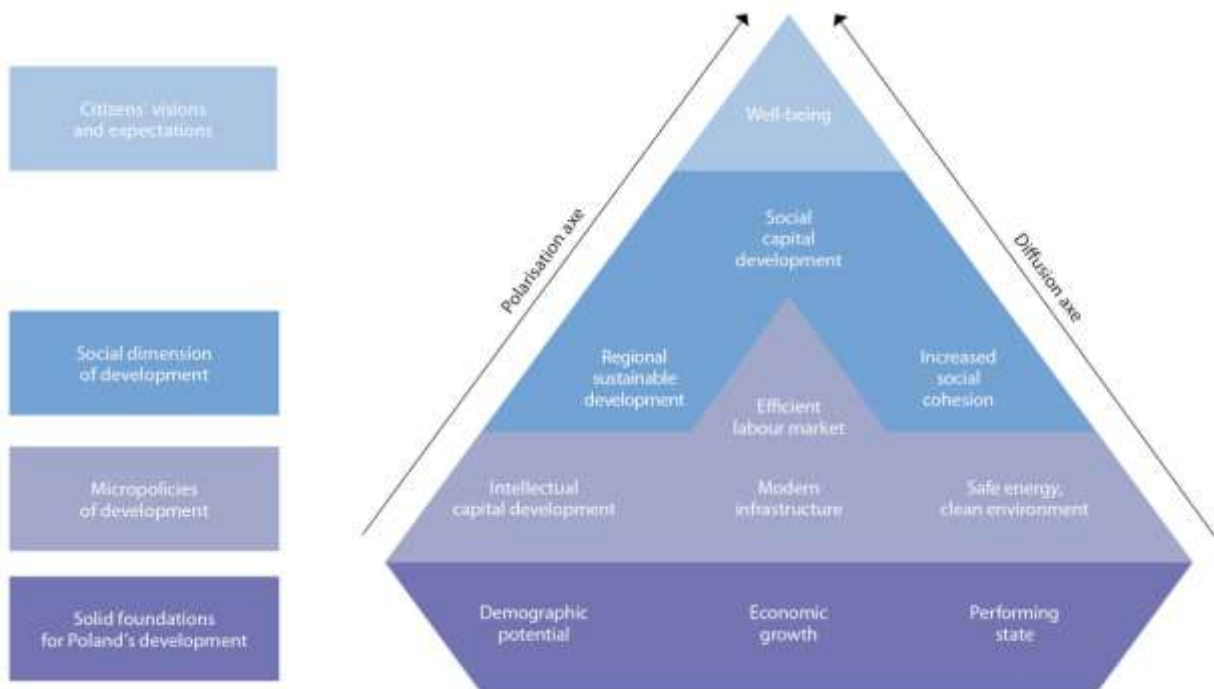 Citizens' visions
and expectations
Social dimension
of development
Micropolicies
of development
Solid foundations
for Poland's development
Polarisation axe
Diffusion axe
Well-being
Social
capital
development
Regional
sustainable
development
Increased
social
cohesion
Efficient
labour market
Intellectual
capital development
Modern
infrastructure
Safe energy,
clean environment
Demographic
potential
Economic
growth
Performing
state